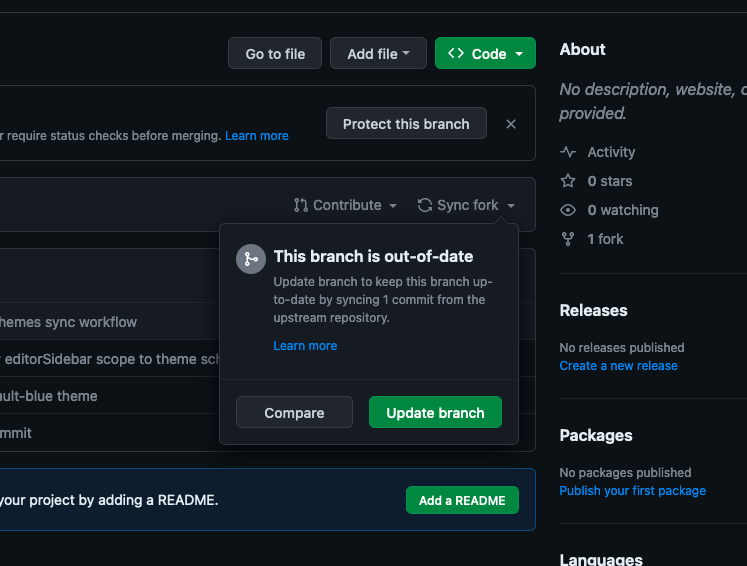 Go to file
Add file
Code
About
No description, website,
provided.
require status checks before merging. Learn more
Protect this branch
Activity
0 stars
0 watching
1 fork
Contribute
Sync fork
This branch is out-of-date
Update branch to keep this branch up-
to-date by syncing 1 commit from the
upstream repository.
Learn more
Compare
Update branch
hemes sync workflow
editorSidebar scope to theme sch
ault-blue theme
mmit
Releases
No releases published
Create a new release
Packages
No packages published
Publish your first package
your project by adding a README.
Add a README
Languages